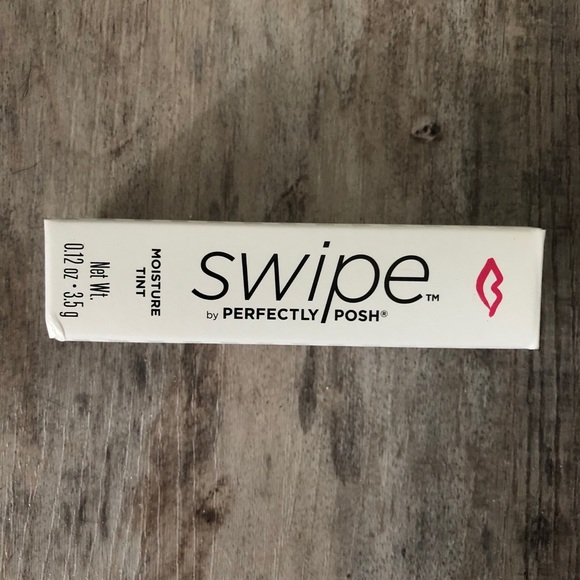 swipe™
by PERFECTLY POSH®
MOISTURE
TINT
Net Wt.
0.12 oz • 3.5 g